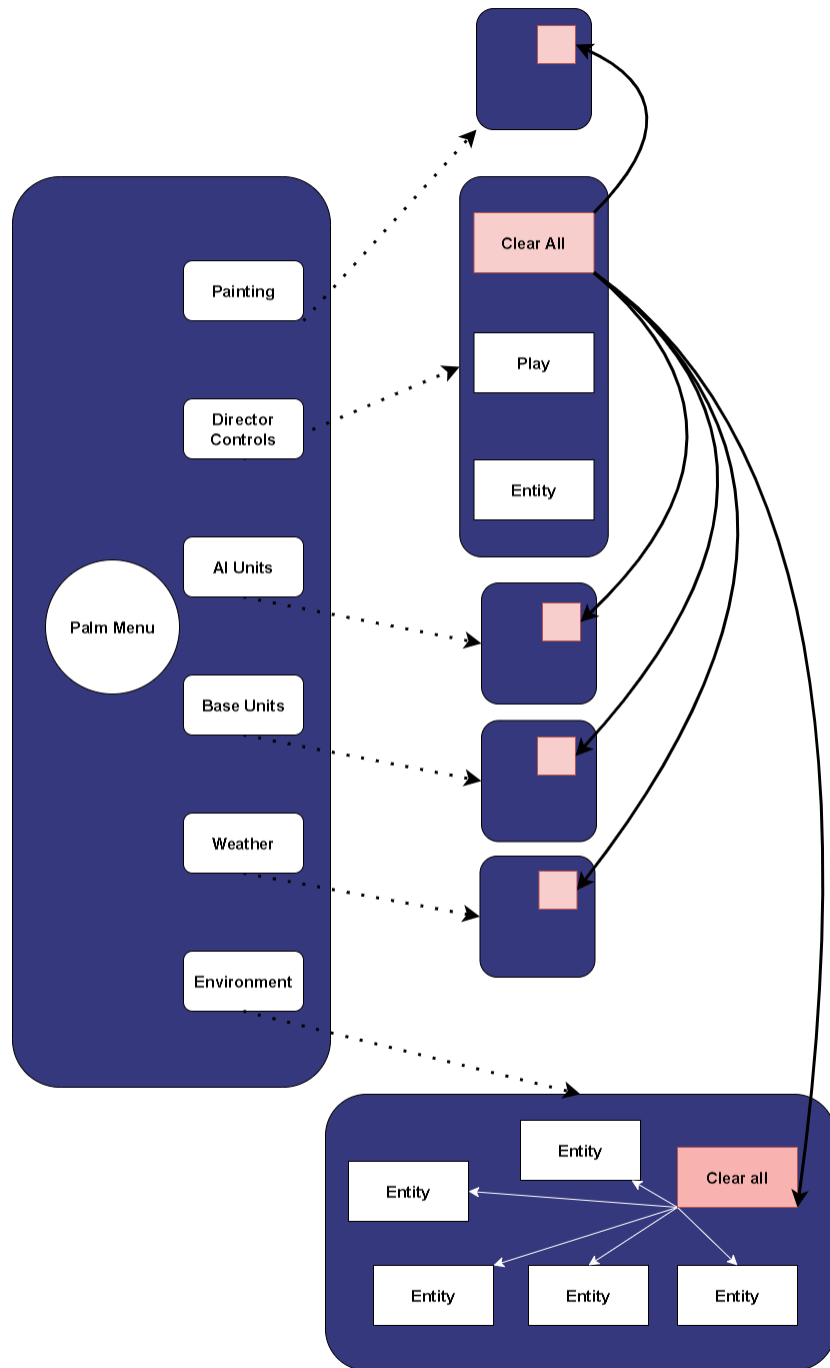 Painting
Director
Controls
AI Units
Palm Menu
Base Units
Weather
Environment
Clear All
Play
Entity
Entity
Clear all
Entity
Entity
Entity
Entity